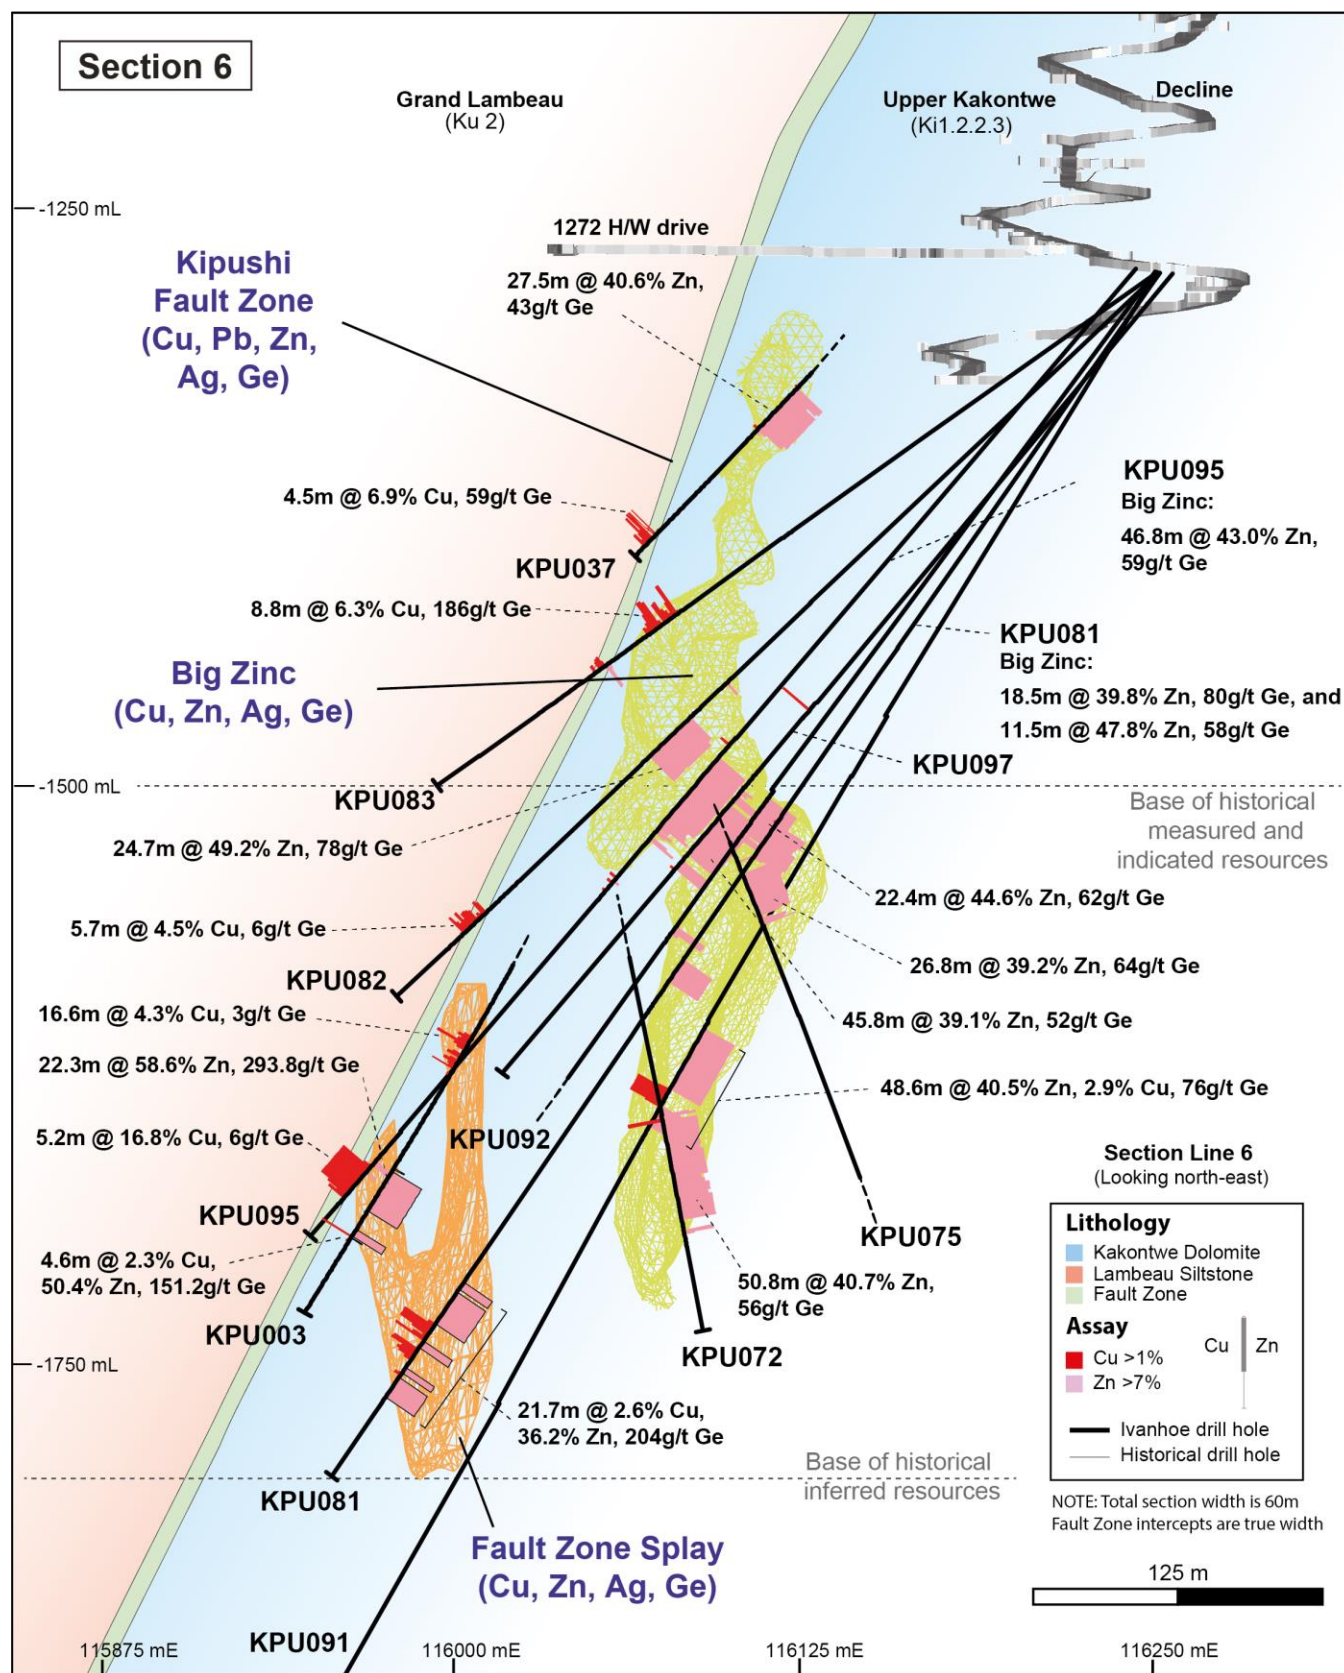 Section 6
Grand Lambeau
(Ku 2)
Upper Kakontwe
(Ki1.2.2.3)
Decline
-1250 mL
1272 H/W drive
Kipushi
Fault Zone
(Cu, Pb, Zn,
Ag, Ge)
27.5m @ 40.6% Zn,
43g/t Ge
4.5m @ 6.9% Cu, 59g/t Ge
KPU037
KPU095
Big Zinc:
46.8m @ 43.0% Zn,
59g/t Ge
8.8m @ 6.3% Cu, 186g/t Ge
Big Zinc
(Cu, Zn, Ag, Ge)
KPU081
Big Zinc:
18.5m @ 39.8% Zn, 80g/t Ge, and
11.5m @ 47.8% Zn, 58g/t Ge
KPU097
-1500 mL
KPU083
Base of historical
measured and
indicated resources
24.7m @ 49.2% Zn, 78g/t Ge
22.4m @ 44.6% Zn, 62g/t Ge
5.7m @ 4.5% Cu, 6g/t Ge
26.8m @ 39.2% Zn, 64g/t Ge
KPU082
16.6m @ 4.3% Cu, 3g/t Ge
45.8m @ 39.1% Zn, 52g/t Ge
22.3m @ 58.6% Zn, 293.8g/t Ge
48.6m @ 40.5% Zn, 2.9% Cu, 76g/t Ge
5.2m @ 16.8% Cu, 6g/t Ge
KPU092
KPU095
KPU075
4.6m @ 2.3% Cu,
50.4% Zn, 151.2g/t Ge
50.8m @ 40.7% Zn,
56g/t Ge
KPU003
KPU072
-1750 mL
21.7m @ 2.6% Cu,
36.2% Zn, 204g/t Ge
Base of historical
inferred resources
KPU081
Fault Zone Splay
(Cu, Zn, Ag, Ge)
KPU091
Section Line 6
(Looking north-east)
Lithology
Kakontwe Dolomite
Lambeau Siltstone
Fault Zone
Assay
Cu >1%
Zn >7%
Cu
Zn
Ivanhoe drill hole
Historical drill hole
NOTE: Total section width is 60m
Fault Zone intercepts are true width
125 m
115875 mE
116000 mE
116125 mE
116250 mE